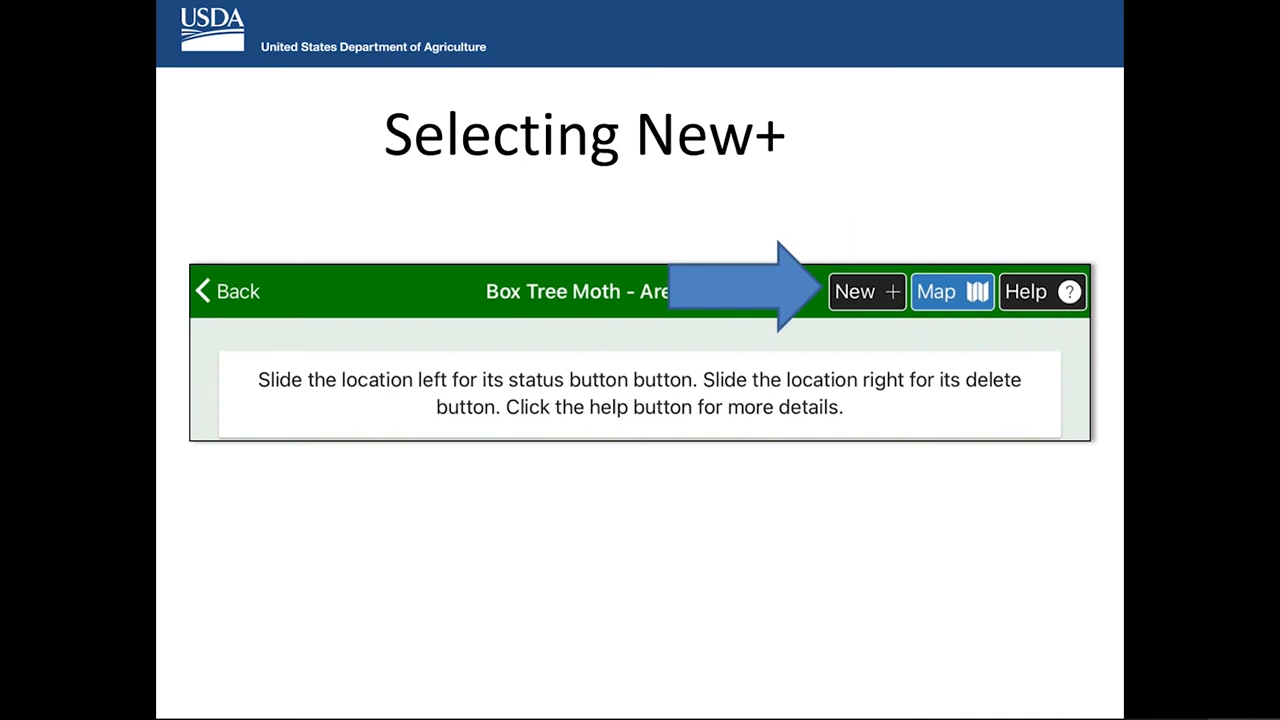 USDA
United States Department of Agriculture
Selecting New+
Back
Box Tree Moth - Are
New +
Map
Help ?
Slide the location left for its status button button. Slide the location right for its delete
button. Click the help button for more details.